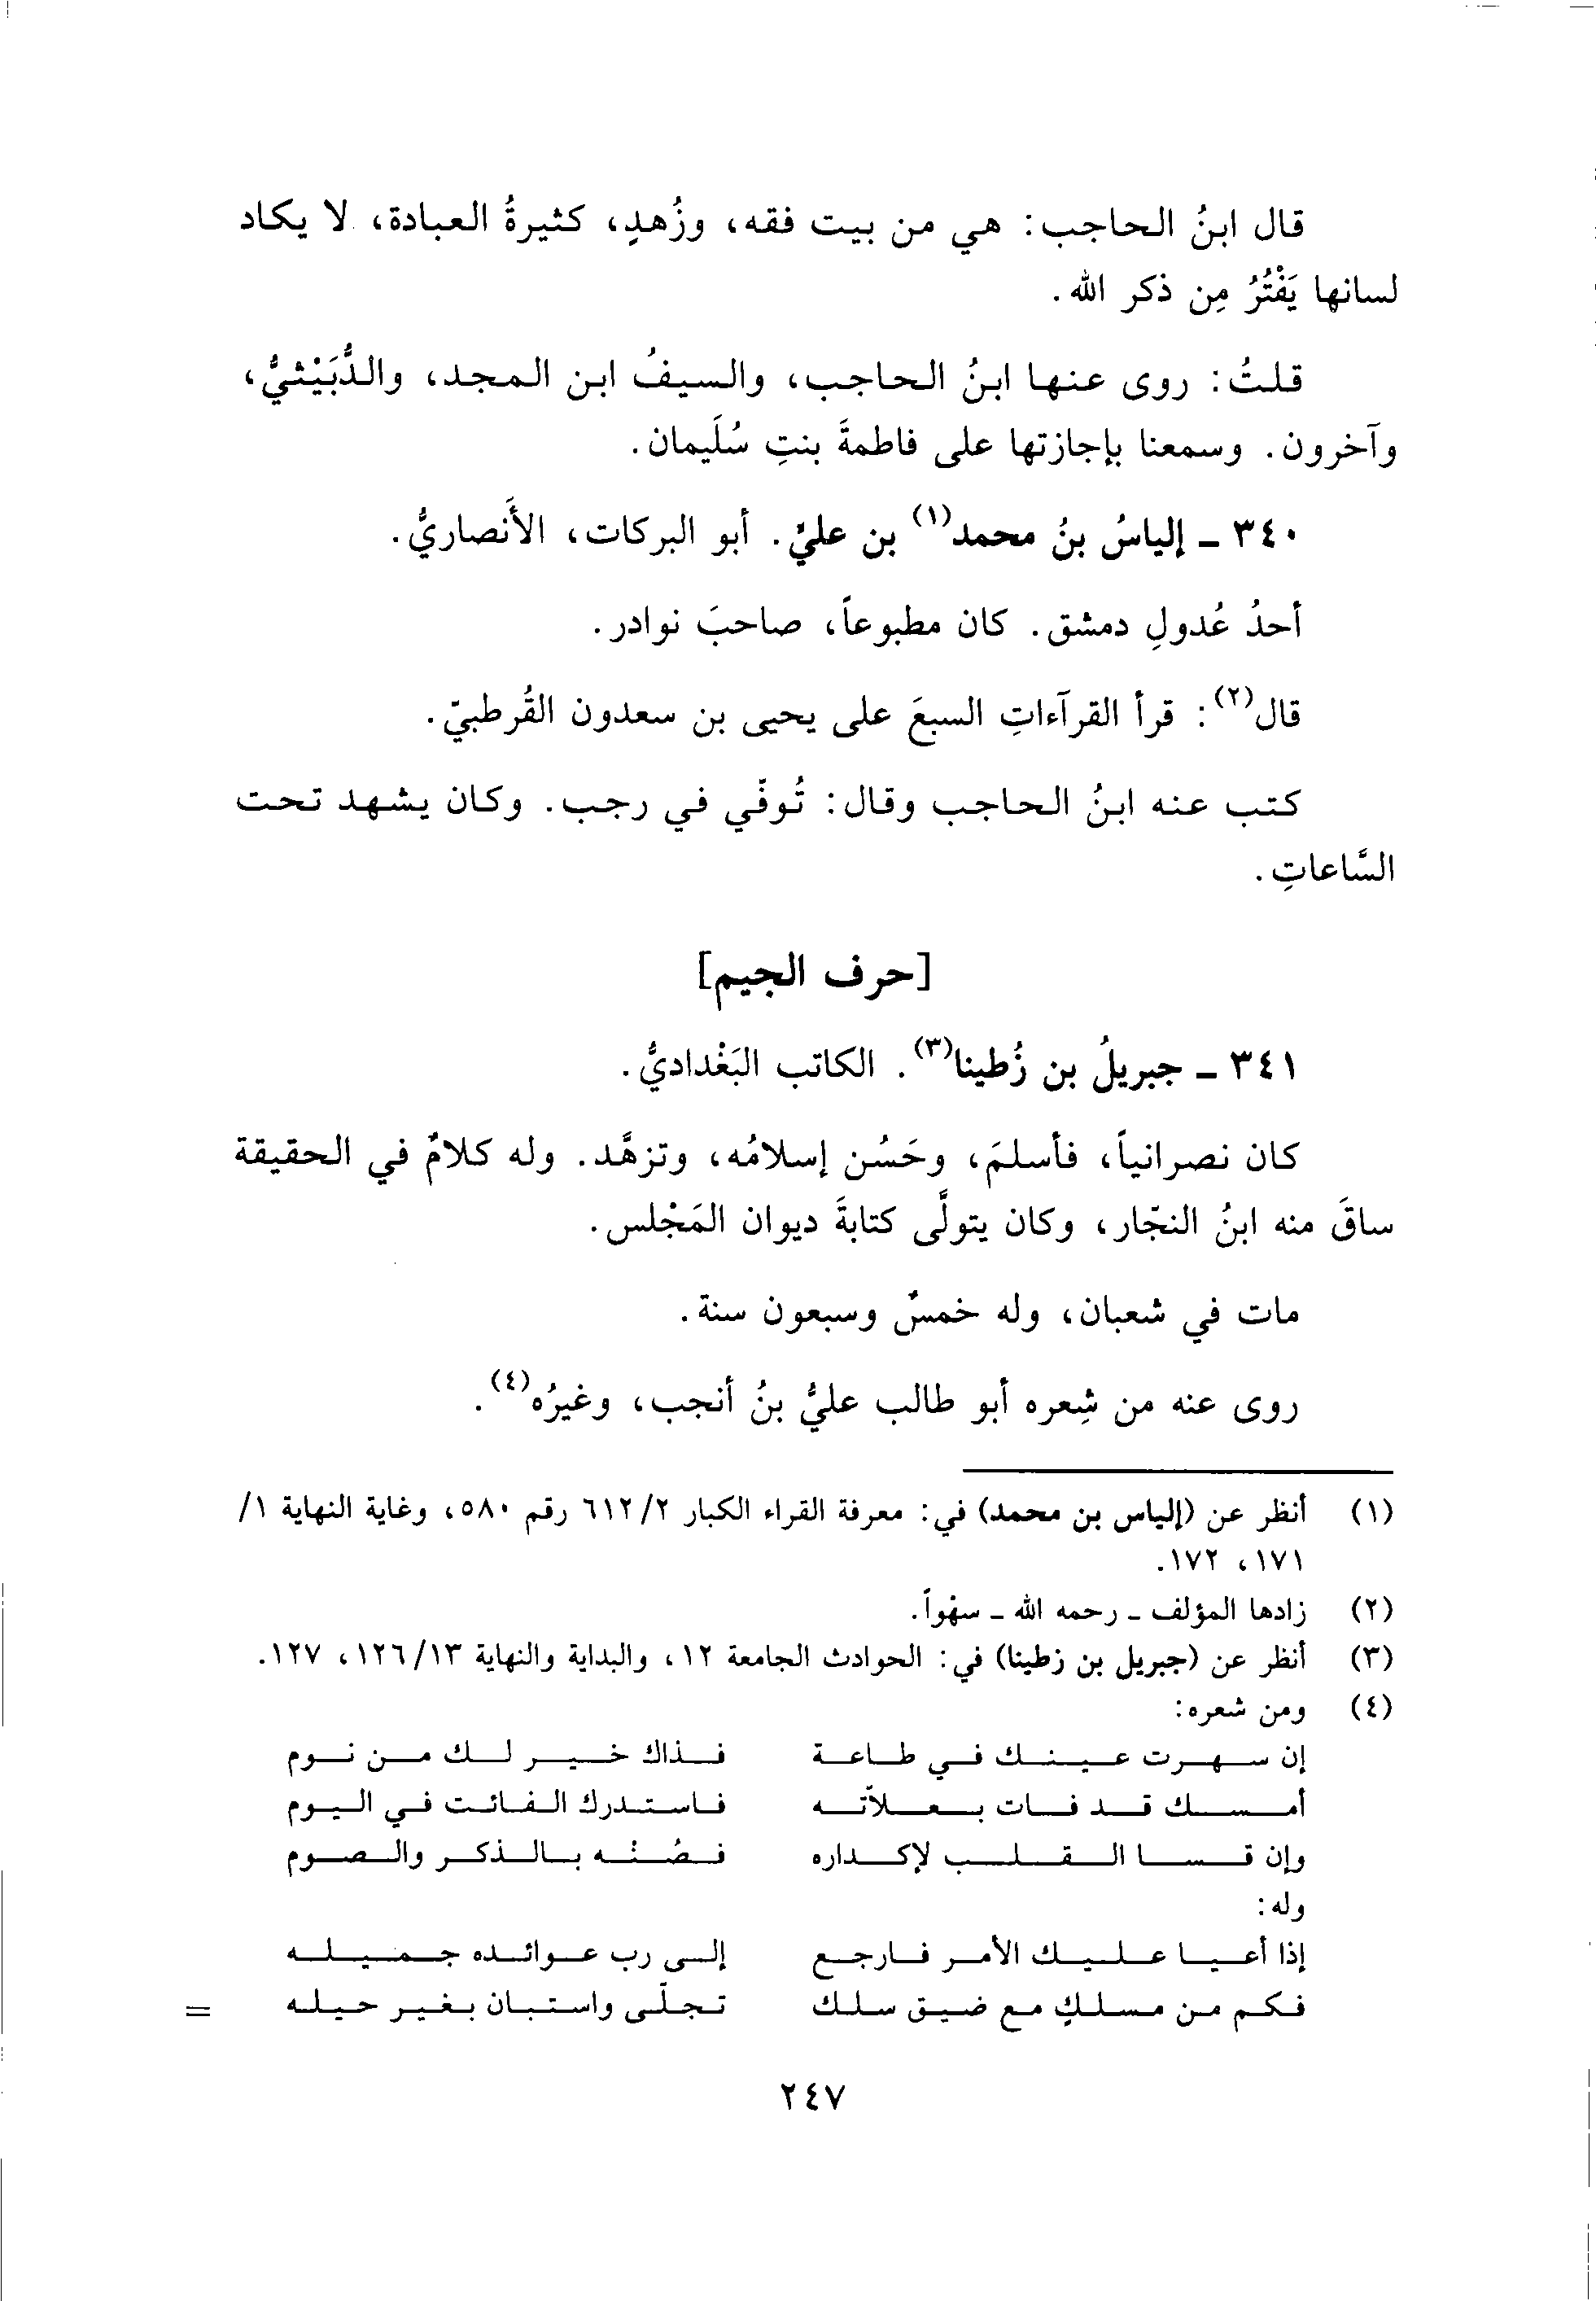 قال ابنُ الحاجب: هي من بيت فقه، وزُهدٍ، كثيرةُ العبادة، لا يكاد
لسانها يَفْتُرُ مِن ذكر الله.
قلتُ: روى عنها ابنُ الحاجب، والسيفُ ابن المجد، والدُّبَيْثيُّ،
وآخرون. وسمعنا بإجازتها على فاطمةَ بنتِ سُلَيمان.
٣٤٠ ـ إلياسُ بنُ محمد(١) بن عليّ. أبو البركات، الأَنصاريُّ.
أحدُ عُدولِ دمشق. كان مطبوعاً، صاحبَ نوادر.
قال(٢): قرأ القرآءاتِ السبعَ على يحيى بن سعدون القُرطبيّ.
كتب عنه ابنُ الحاجب وقال: تُوفّي في رجب. وكان يشهد تحت
السَّاعاتِ.
[حرف الجيم]
٣٤١ ـ جبريلُ بن زُطينا(٣). الكاتب البَغْداديُّ.
كان نصرانياً، فأسلمَ، وحَسُن إسلامُه، وتزهَّد. وله كلامٌ في الحقيقة
ساقَ منه ابنُ النجّار، وكان يتولَّى كتابةَ ديوان المَجْلس.
مات في شعبان، وله خمسٌ وسبعون سنة.
روى عنه من شِعره أبو طالب عليُّ بنُ أنجب، وغيرُه(٤).
(١) أنظر عن (إلياس بن محمد) في: معرفة القراء الكبار ٢/ ٦١٢ رقم ٥٨٠، وغاية النهاية ١/
١٧١، ١٧٢.
(٢) زادها المؤلف ـ رحمه الله ـ سهْواً.
(٣) أنظر عن (جبريل بن زطينا) في: الحوادث الجامعة ١٢، والبداية والنهاية ١٣/ ١٢٦، ١٢٧.
(٤) ومن شعره:
إن سهرت عينك في طاعة فذاك خير لك من نوم
أمسك قد فات بعلاّته فاستدرك الفائت في اليوم
وإن قسا القلب لإكداره فصُنْه بالذكر والصوم
وله:
إذا أعيا عليك الأمر فارجع إلى رب عوائده جميله
فكم من مسلكٍ مع ضيق سلك تجلّى واستبان بغير حيله =
٢٤٧